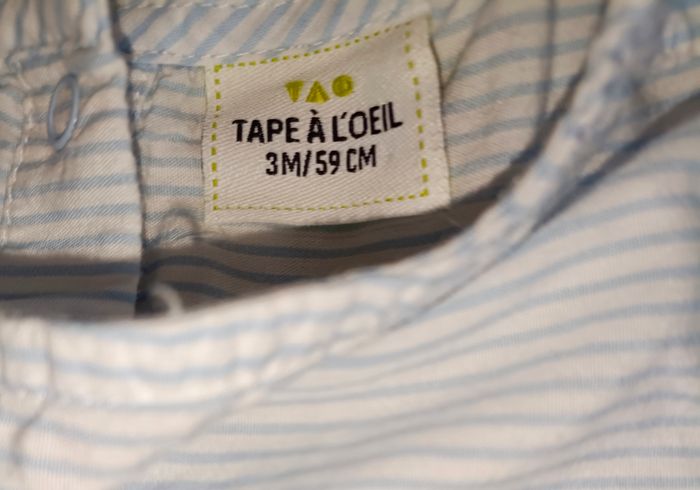 TAO
TAPE À L'OEIL
3M/59 CM